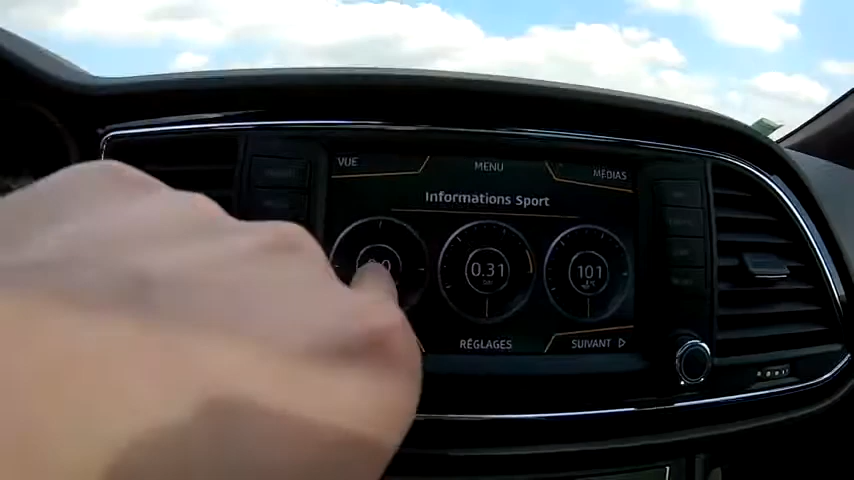 VUE MENU MÉDIAS
Informations Sport
0.31 101
RÉGLAGES SUIVANT